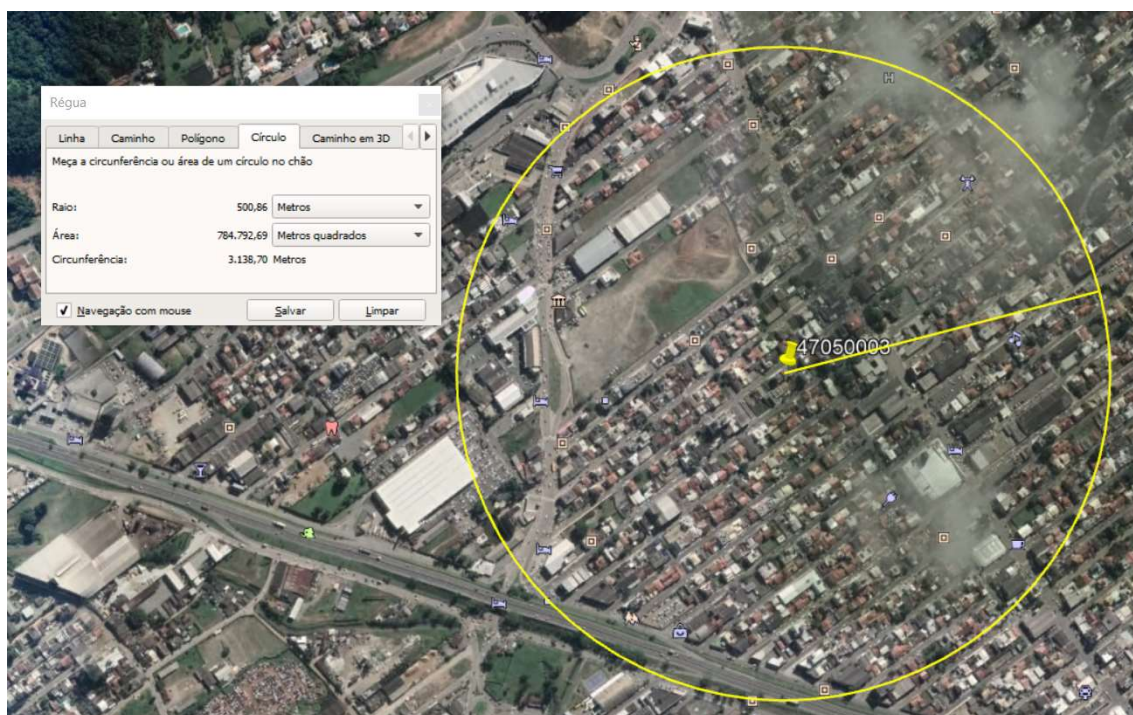 Régua
Linha
Caminho
Polígono
Círculo
Caminho em 3D
Meça a circunferência ou área de um círculo no chão
Raio:
500,86
Metros
Área:
784.792,69
Metros quadrados
Circunferência:
3.138,70 Metros
Navegação com mouse
Salvar
Limpar
47050003
H